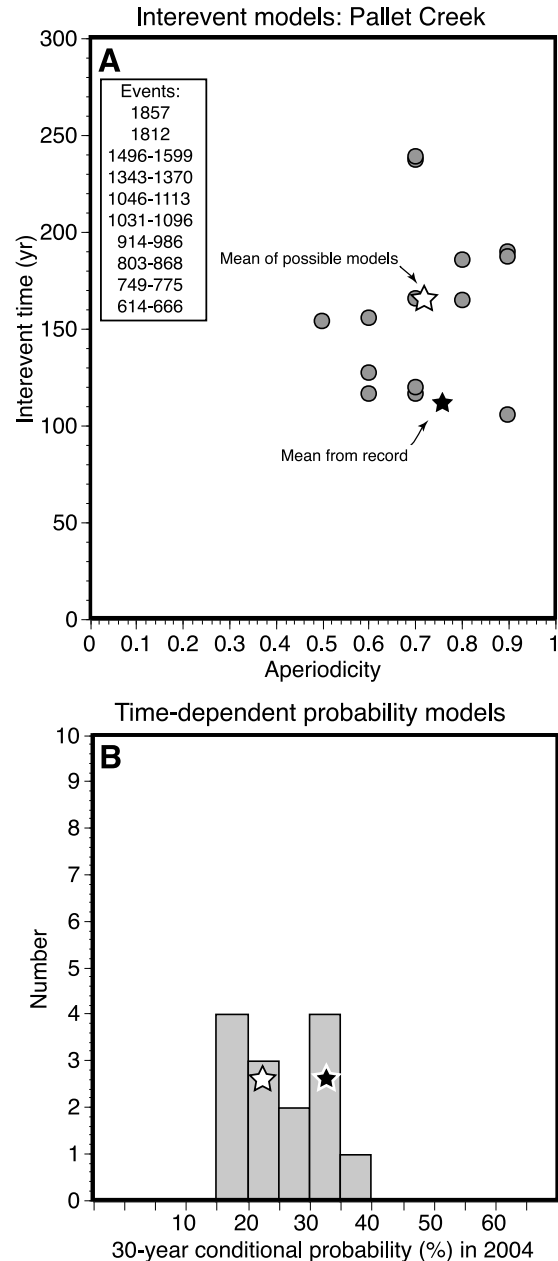 Interevent models: Pallet Creek
A
Events:
1857
1812
1496-1599
1343-1370
1046-1113
1031-1096
914-986
803-868
749-775
614-666
300
250
200
150
100
50
0
Interevent time (yr)
Mean of possible models
Mean from record
0 0.1 0.2 0.3 0.4 0.5 0.6 0.7 0.8 0.9 1
Aperiodicity
Time-dependent probability models
B
10
9
8
7
6
5
4
3
2
1
0
Number
10 20 30 40 50 60
30-year conditional probability (%) in 2004